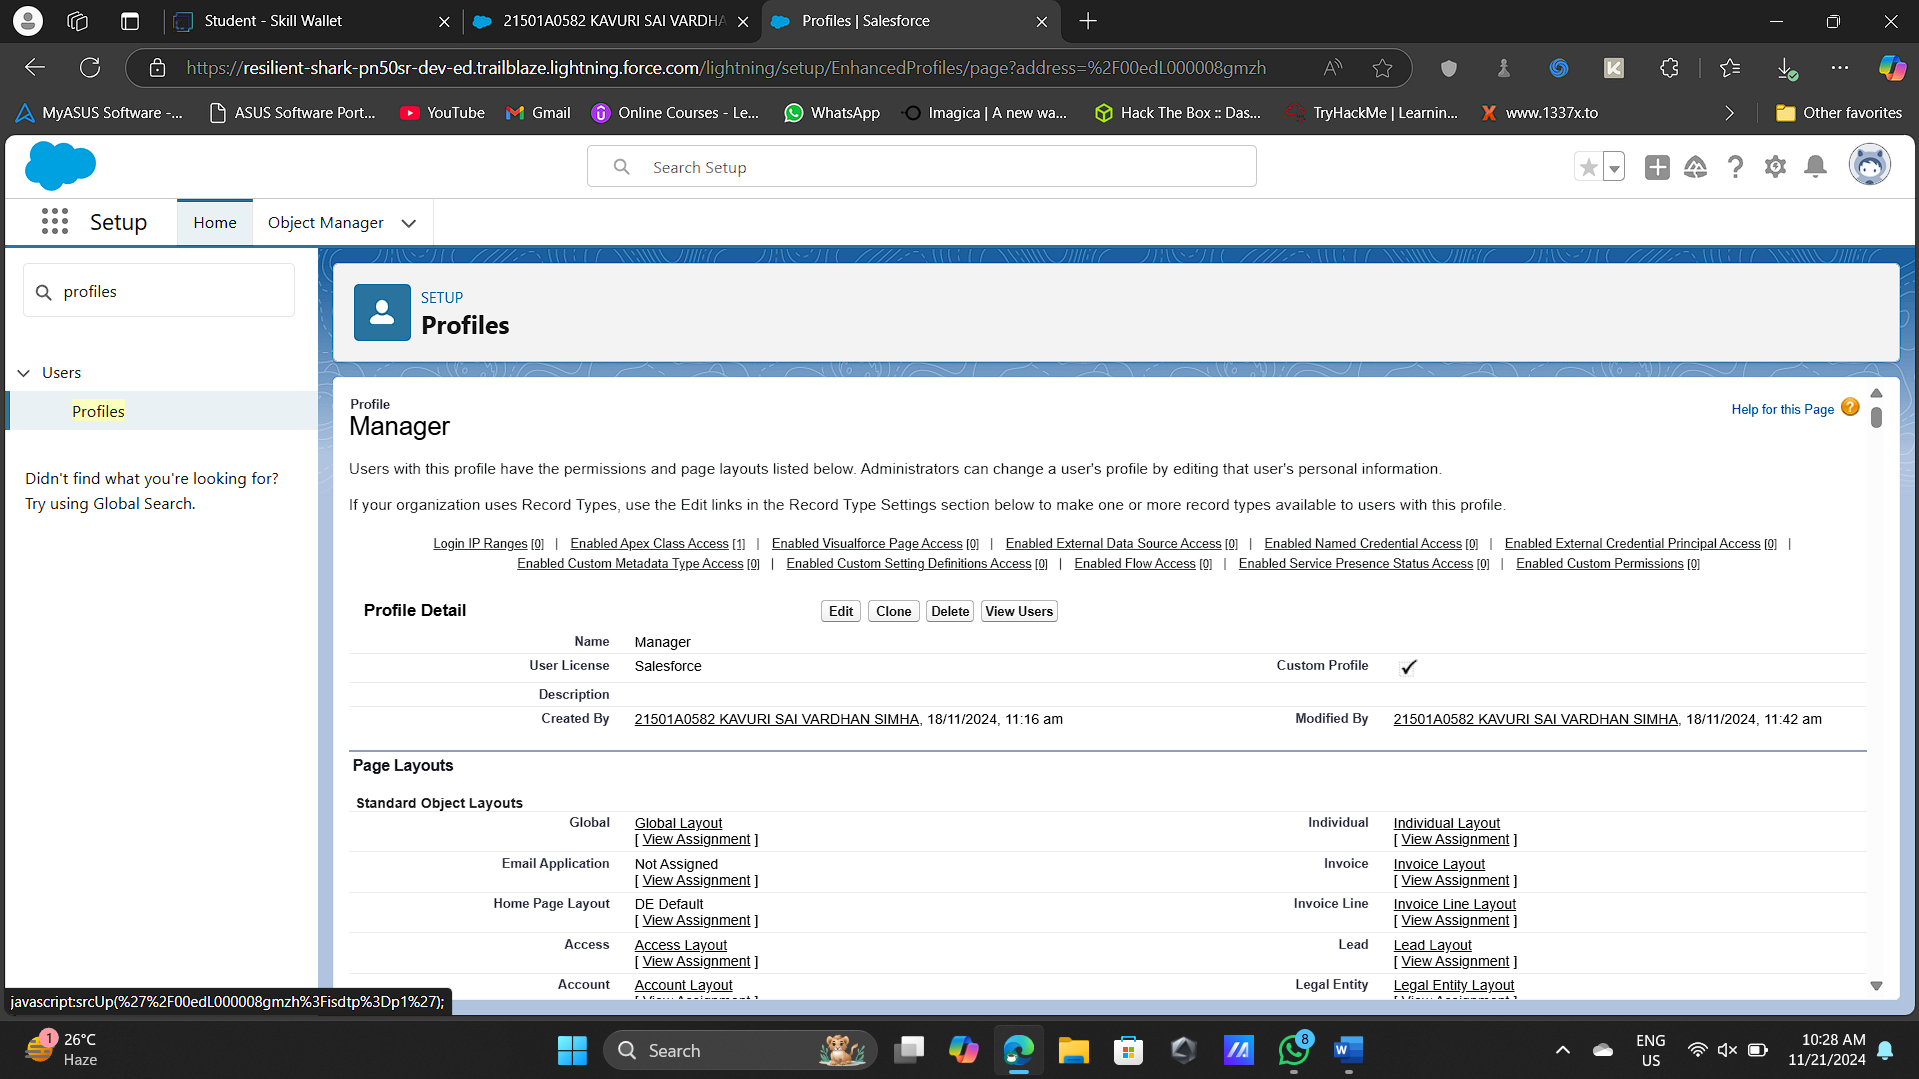 Student - Skill Wallet
21501A0582 KAVURI SAI VARDHA
Profiles | Salesforce
https://resilient-shark-pn50sr-dev-ed.trailblaze.lightning.force.com/lightning/setup/EnhancedProfiles/page?address=%2F00edL000008gmzh
MyASUS Software -...
ASUS Software Port...
YouTube
Gmail
Online Courses - Le...
WhatsApp
Imagica | A new wa...
Hack The Box :: Das...
TryHackMe | Learnin...
www.1337x.to
Other favorites
Search Setup
Setup
Home
Object Manager
profiles
SETUP
Profiles
Users
Profiles
Didn't find what you're looking for?
Try using Global Search.
Profile
Manager
Help for this Page
Users with this profile have the permissions and page layouts listed below. Administrators can change a user's profile by editing that user's personal information.
If your organization uses Record Types, use the Edit links in the Record Type Settings section below to make one or more record types available to users with this profile.
Login IP Ranges [0] | Enabled Apex Class Access [1] | Enabled Visualforce Page Access [0] | Enabled External Data Source Access [0] | Enabled Named Credential Access [0] | Enabled External Credential Principal Access [0] |
Enabled Custom Metadata Type Access [0] | Enabled Custom Setting Definitions Access [0] | Enabled Flow Access [0] | Enabled Service Presence Status Access [0] | Enabled Custom Permissions [0]
Profile Detail
Edit Clone Delete View Users
Name Manager
User License Salesforce Custom Profile
Description
Created By 21501A0582 KAVURI SAI VARDHAN SIMHA, 18/11/2024, 11:16 am Modified By 21501A0582 KAVURI SAI VARDHAN SIMHA, 18/11/2024, 11:42 am
Page Layouts
Standard Object Layouts
Global Global Layout Individual Individual Layout
[ View Assignment ] [ View Assignment ]
Email Application Not Assigned Invoice Invoice Layout
[ View Assignment ] [ View Assignment ]
Home Page Layout DE Default Invoice Line Invoice Line Layout
[ View Assignment ] [ View Assignment ]
Access Access Layout Lead Lead Layout
[ View Assignment ] [ View Assignment ]
Account Account Layout Legal Entity Legal Entity Layout
javascript:srcUp(%27%2F00edL000008gmzh%3Fisdtp%3Dp1%27);
1
26°C
Haze
Search
8
ENG
US
10:28 AM
11/21/2024